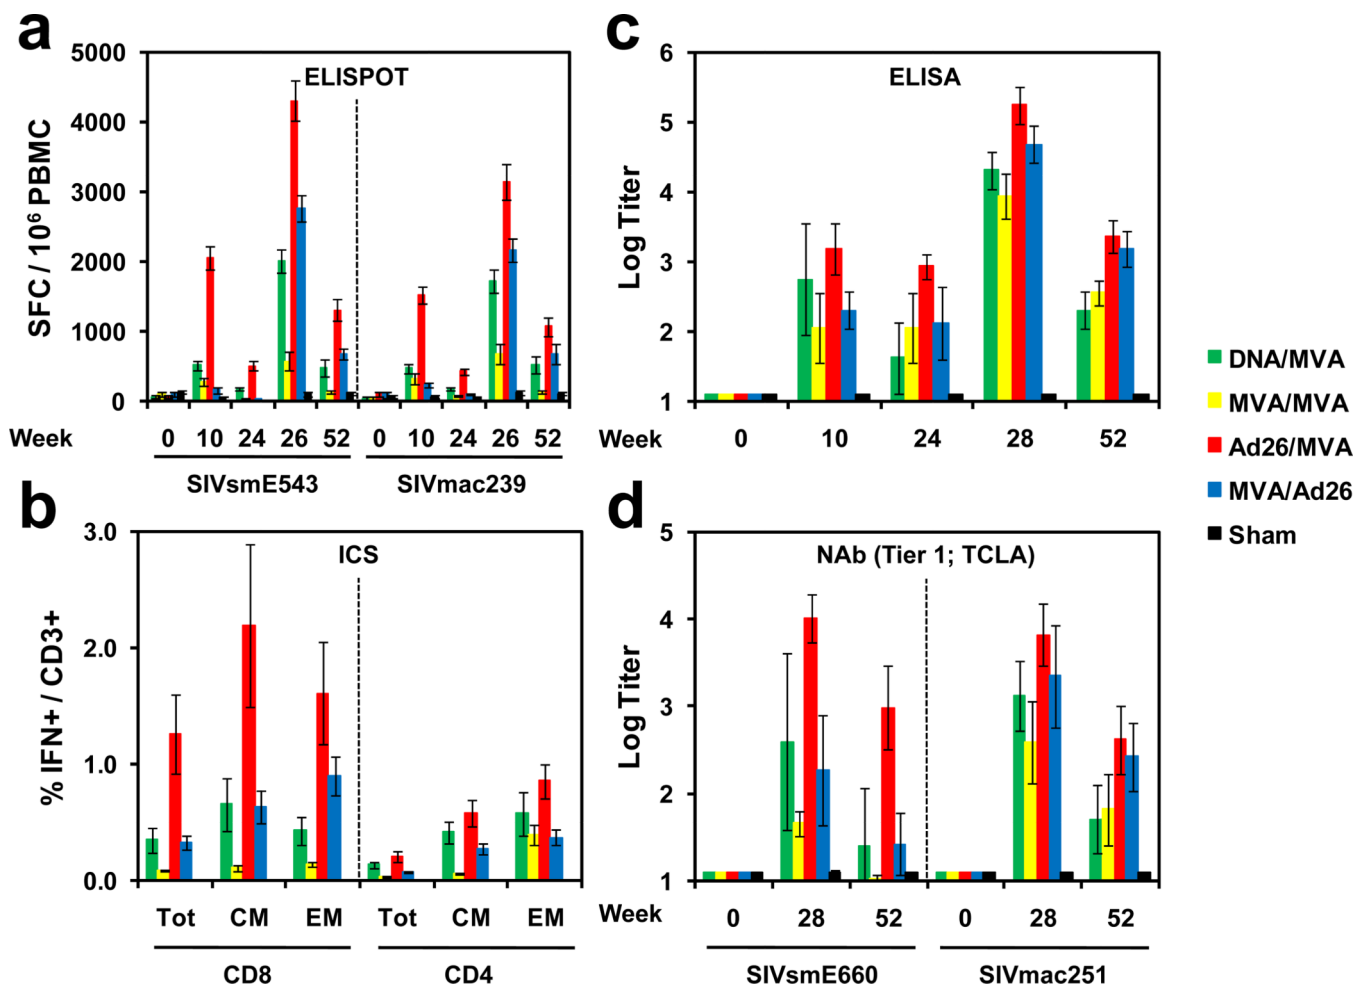 a
ELISPOT
SFC / 10⁶ PBMC
5000
4000
3000
2000
1000
0
Week 0 10 24 26 52 0 10 24 26 52
SIVsmE543 SIVmac239
b
ICS
% IFN+ / CD3+
3.0
2.0
1.0
0.0
Tot CM EM Tot CM EM
CD8 CD4
c
ELISA
Log Titer
6
5
4
3
2
1
Week 0 10 24 28 52
d
NAb (Tier 1; TCLA)
Log Titer
5
4
3
2
1
Week 0 28 52 0 28 52
SIVsmE660 SIVmac251
DNA/MVA
MVA/MVA
Ad26/MVA
MVA/Ad26
Sham